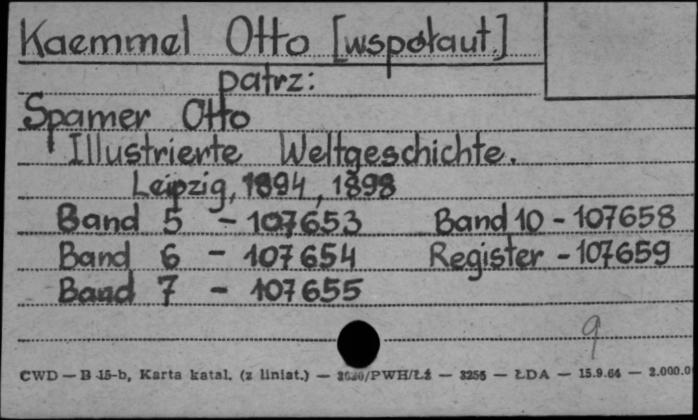 Kaemmel Otto [współaut.]
patrz:
Spamer Otto
Illustrierte Weltgeschichte.
Leipzig, 1894, 1898
Band 5 - 107653 Band 10 - 107658
Band 6 - 107654 Register - 107659
Band 7 - 107655
9
CWD — B 15-b, Karta katal. (z liniat.) — /PWH/Łź — 3256 — ŁDA — 15.9.64 — 2.000.0